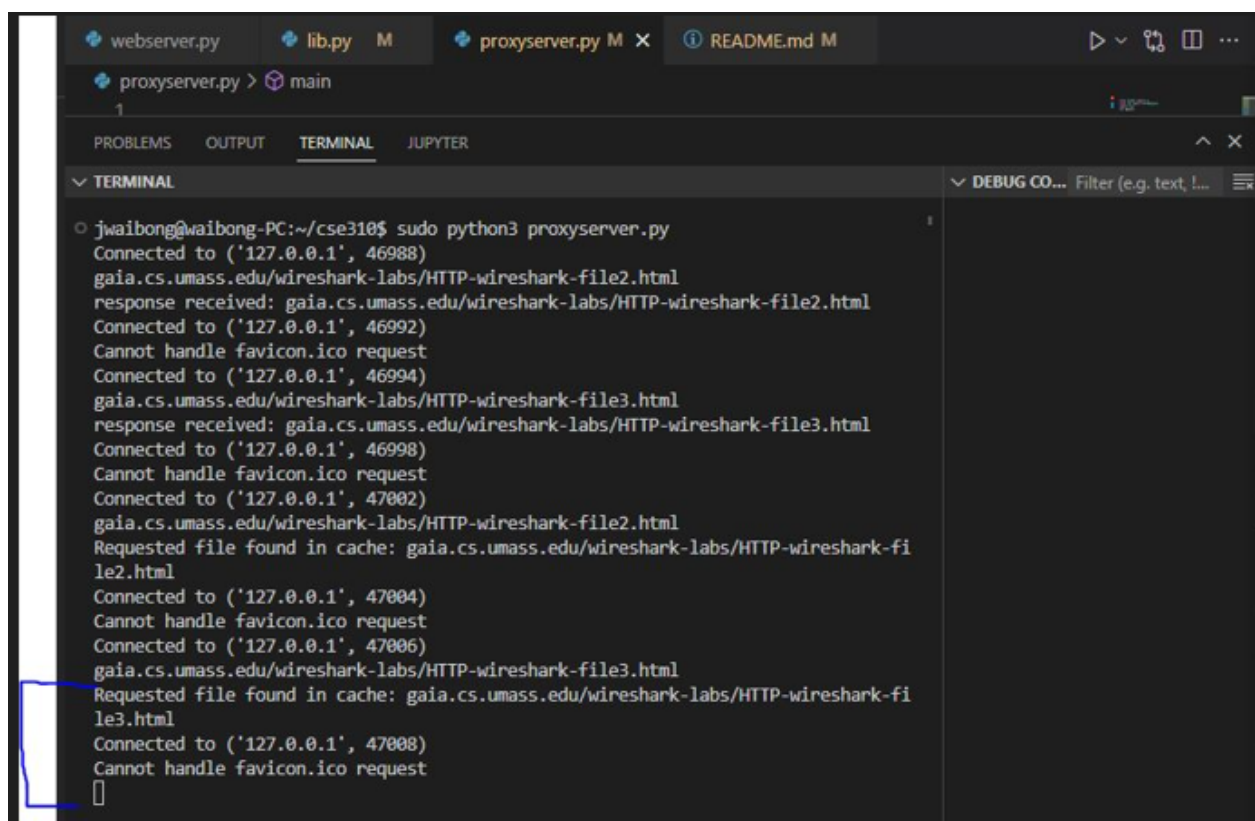 webserver.py lib.py M proxyserver.py M README.md M
proxyserver.py > main
1
PROBLEMS OUTPUT TERMINAL JUPYTER
TERMINAL DEBUG CO... Filter (e.g. text, !...
jwaibong@waibong-PC:~/cse310$ sudo python3 proxyserver.py
Connected to ('127.0.0.1', 46988)
gaia.cs.umass.edu/wireshark-labs/HTTP-wireshark-file2.html
response received: gaia.cs.umass.edu/wireshark-labs/HTTP-wireshark-file2.html
Connected to ('127.0.0.1', 46992)
Cannot handle favicon.ico request
Connected to ('127.0.0.1', 46994)
gaia.cs.umass.edu/wireshark-labs/HTTP-wireshark-file3.html
response received: gaia.cs.umass.edu/wireshark-labs/HTTP-wireshark-file3.html
Connected to ('127.0.0.1', 46998)
Cannot handle favicon.ico request
Connected to ('127.0.0.1', 47002)
gaia.cs.umass.edu/wireshark-labs/HTTP-wireshark-file2.html
Requested file found in cache: gaia.cs.umass.edu/wireshark-labs/HTTP-wireshark-fi
le2.html
Connected to ('127.0.0.1', 47004)
Cannot handle favicon.ico request
Connected to ('127.0.0.1', 47006)
gaia.cs.umass.edu/wireshark-labs/HTTP-wireshark-file3.html
Requested file found in cache: gaia.cs.umass.edu/wireshark-labs/HTTP-wireshark-fi
le3.html
Connected to ('127.0.0.1', 47008)
Cannot handle favicon.ico request